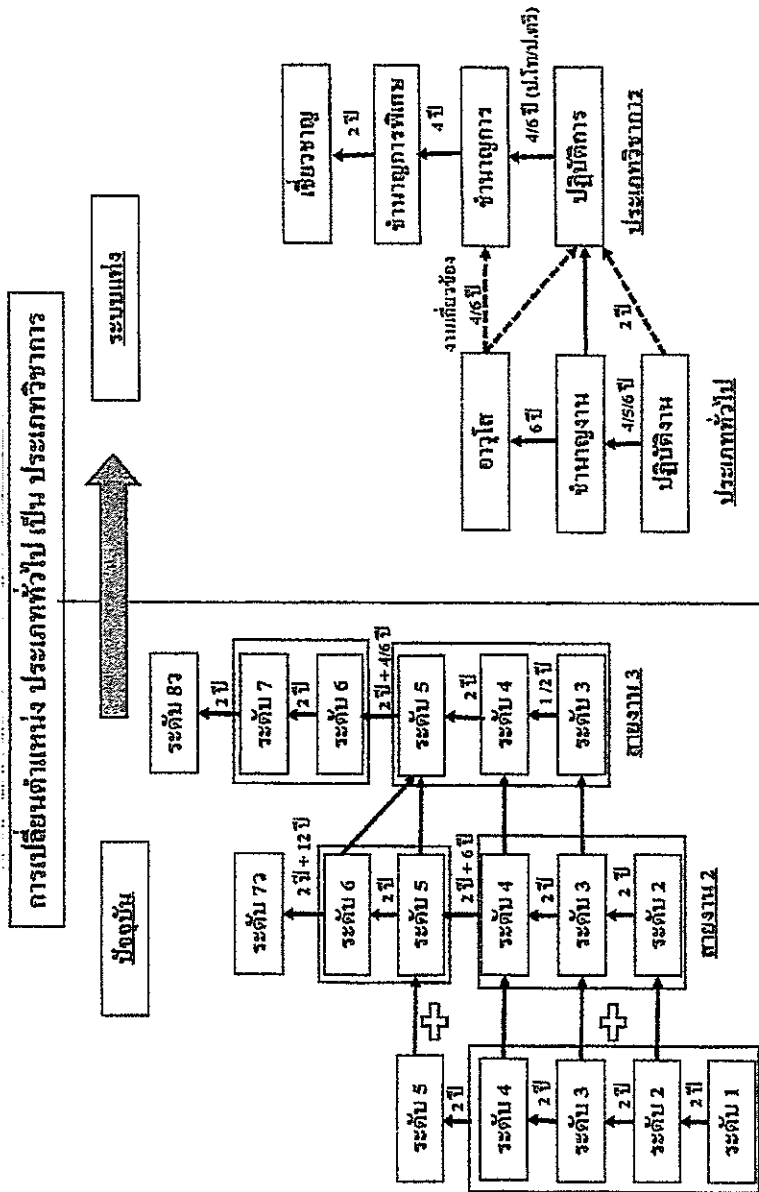 การเปลี่ยนตำแหน่ง ประเภททั่วไป เป็น ประเภทวิชาการ
ปัจจุบัน
ระบบแท่ง
ระดับ 5
2 ปี
ระดับ 4
2 ปี
ระดับ 3
2 ปี
ระดับ 2
2 ปี
ระดับ 1
ระดับ 7ว
2 ปี + 12 ปี
ระดับ 6
2 ปี
ระดับ 5
2 ปี + 6 ปี
ระดับ 4
2 ปี
ระดับ 3
2 ปี
ระดับ 2
สายงาน 2
ระดับ 8ว
2 ปี
ระดับ 7
2 ปี
ระดับ 6
2 ปี + 4/6 ปี
ระดับ 5
2 ปี
ระดับ 4
1 /2 ปี
ระดับ 3
สายงาน 3
อาวุโส
6 ปี
ชำนาญงาน
4/5/6 ปี
ปฏิบัติงาน
ประเภททั่วไป
งานเกี่ยวข้อง
4/6 ปี
2 ปี
เชี่ยวชาญ
2 ปี
ชำนาญการพิเศษ
4 ปี
ชำนาญการ
4/6 ปี (ป.โท/ป.ตรี)
ปฏิบัติการ
ประเภทวิชาการ